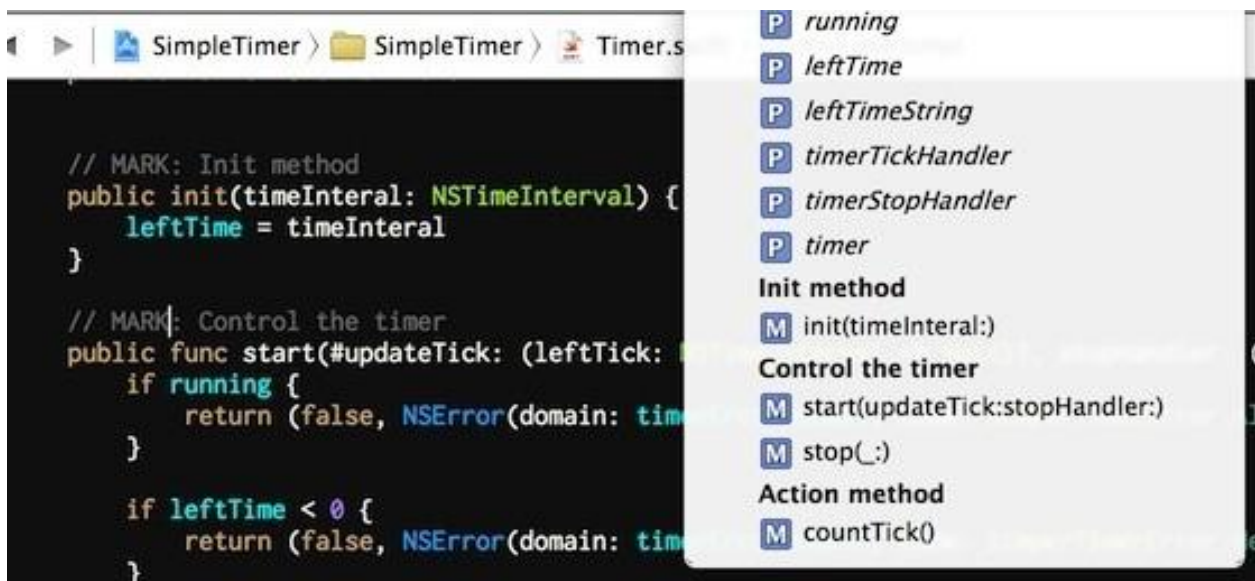 SimpleTimer 〉 SimpleTimer 〉 Timer.s
// MARK: Init method
public init(timeInteral: NSTimeInterval) {
leftTime = timeInteral
}
// MARK: Control the timer
public func start(#updateTick: (leftTick:
if running {
return (false, NSError(domain: time
}
if leftTime < 0 {
return (false, NSError(domain: time
}
P running
P leftTime
P leftTimeString
P timerTickHandler
P timerStopHandler
P timer
Init method
M init(timeInteral:)
Control the timer
M start(updateTick:stopHandler:)
M stop(_:)
Action method
M countTick()